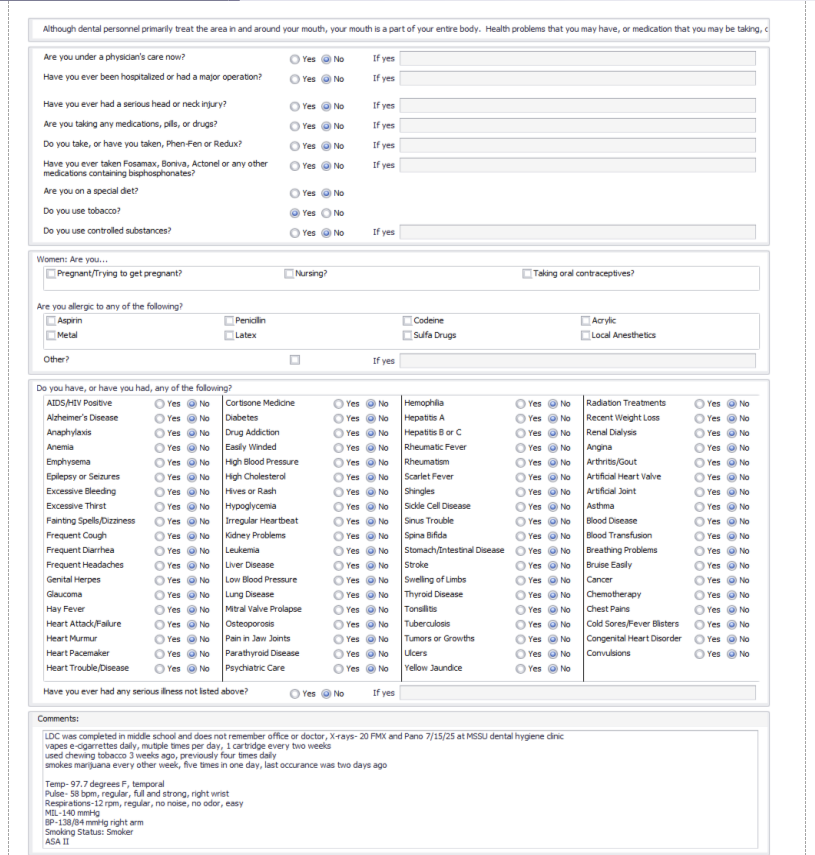 Although dental personnel primarily treat the area in and around your mouth, your mouth is a part of your entire body. Health problems that you may have, or medication that you may be taking, c
Are you under a physician's care now? Yes No If yes
Have you ever been hospitalized or had a major operation? Yes No If yes
Have you ever had a serious head or neck injury? Yes No If yes
Are you taking any medications, pills, or drugs? Yes No If yes
Do you take, or have you taken, Phen-Fen or Redux? Yes No If yes
Have you ever taken Fosamax, Boniva, Actonel or any other Yes No If yes
medications containing bisphosphonates?
Are you on a special diet? Yes No
Do you use tobacco? Yes No
Do you use controlled substances? Yes No If yes
Women: Are you...
Pregnant/Trying to get pregnant? Nursing? Taking oral contraceptives?
Are you allergic to any of the following?
Aspirin Penicillin Codeine Acrylic
Metal Latex Sulfa Drugs Local Anesthetics
Other? If yes
Do you have, or have you had, any of the following?
AIDS/HIV Positive Yes No Cortisone Medicine Yes No Hemophilia Yes No Radiation Treatments Yes No
Alzheimer's Disease Yes No Diabetes Yes No Hepatitis A Yes No Recent Weight Loss Yes No
Anaphylaxis Yes No Drug Addiction Yes No Hepatitis B or C Yes No Renal Dialysis Yes No
Anemia Yes No Easily Winded Yes No Rheumatic Fever Yes No Angina Yes No
Emphysema Yes No High Blood Pressure Yes No Rheumatism Yes No Arthritis/Gout Yes No
Epilepsy or Seizures Yes No High Cholesterol Yes No Scarlet Fever Yes No Artificial Heart Valve Yes No
Excessive Bleeding Yes No Hives or Rash Yes No Shingles Yes No Artificial Joint Yes No
Excessive Thirst Yes No Hypoglycemia Yes No Sickle Cell Disease Yes No Asthma Yes No
Fainting Spells/Dizziness Yes No Irregular Heartbeat Yes No Sinus Trouble Yes No Blood Disease Yes No
Frequent Cough Yes No Kidney Problems Yes No Spina Bifida Yes No Blood Transfusion Yes No
Frequent Diarrhea Yes No Leukemia Yes No Stomach/Intestinal Disease Yes No Breathing Problems Yes No
Frequent Headaches Yes No Liver Disease Yes No Stroke Yes No Bruise Easily Yes No
Genital Herpes Yes No Low Blood Pressure Yes No Swelling of Limbs Yes No Cancer Yes No
Glaucoma Yes No Lung Disease Yes No Thyroid Disease Yes No Chemotherapy Yes No
Hay Fever Yes No Mitral Valve Prolapse Yes No Tonsillitis Yes No Chest Pains Yes No
Heart Attack/Failure Yes No Osteoporosis Yes No Tuberculosis Yes No Cold Sores/Fever Blisters Yes No
Heart Murmur Yes No Pain in Jaw Joints Yes No Tumors or Growths Yes No Congenital Heart Disorder Yes No
Heart Pacemaker Yes No Parathyroid Disease Yes No Ulcers Yes No Convulsions Yes No
Heart Trouble/Disease Yes No Psychiatric Care Yes No Yellow Jaundice Yes No
Have you ever had any serious illness not listed above? Yes No If yes
Comments:
LDC was completed in middle school and does not remember office or doctor, X-rays- 20 FMX and Pano 7/15/25 at MSSU dental hygiene clinic
vapes e-cigarrettes daily, mutiple times per day, 1 cartridge every two weeks
used chewing tobacco 3 weeks ago, previously four times daily
smokes marijuana every other week, five times in one day, last occurance was two days ago
Temp- 97.7 degrees F, temporal
Pulse- 58 bpm, regular, full and strong, right wrist
Respirations-12 rpm, regular, no noise, no odor, easy
MIL-140 mmHg
BP-138/84 mmHg right arm
Smoking Status: Smoker
ASA II